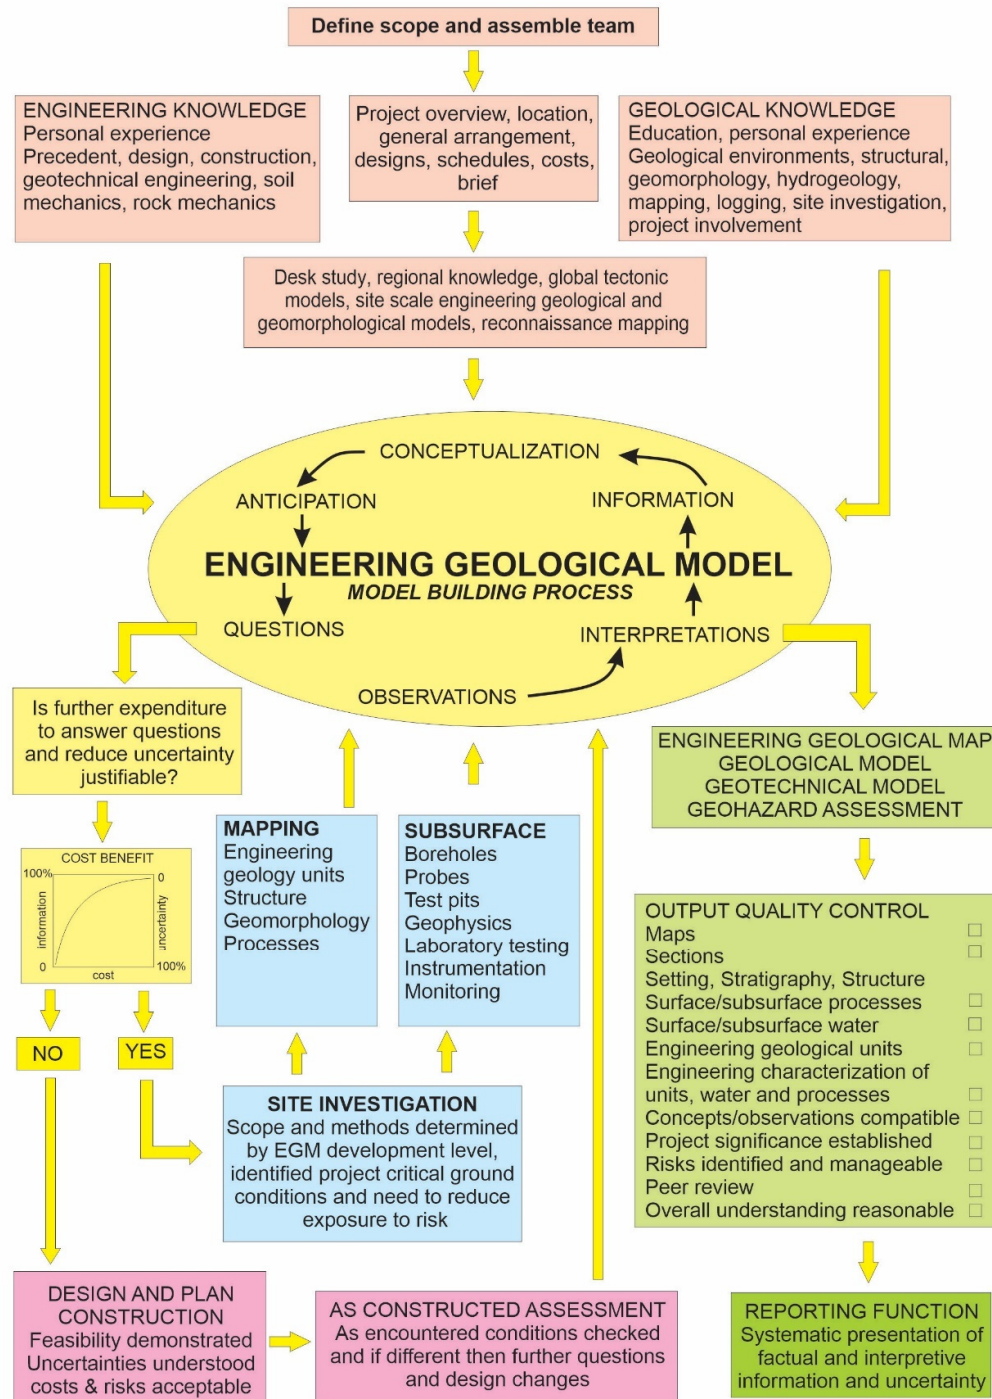 Define scope and assemble team
ENGINEERING KNOWLEDGE
Personal experience
Precedent, design, construction,
geotechnical engineering, soil
mechanics, rock mechanics
Project overview, location,
general arrangement,
designs, schedules, costs,
brief
GEOLOGICAL KNOWLEDGE
Education, personal experience
Geological environments, structural,
geomorphology, hydrogeology,
mapping, logging, site investigation,
project involvement
Desk study, regional knowledge, global tectonic
models, site scale engineering geological and
geomorphological models, reconnaissance mapping
CONCEPTUALIZATION
ANTICIPATION
INFORMATION
ENGINEERING GEOLOGICAL MODEL
MODEL BUILDING PROCESS
QUESTIONS
INTERPRETATIONS
OBSERVATIONS
Is further expenditure
to answer questions
and reduce uncertainty
justifiable?
COST BENEFIT
100%
0
information
uncertainty
0
100%
cost
NO
YES
MAPPING
Engineering
geology units
Structure
Geomorphology
Processes
SUBSURFACE
Boreholes
Probes
Test pits
Geophysics
Laboratory testing
Instrumentation
Monitoring
SITE INVESTIGATION
Scope and methods determined
by EGM development level,
identified project critical ground
conditions and need to reduce
exposure to risk
ENGINEERING GEOLOGICAL MAP
GEOLOGICAL MODEL
GEOTECHNICAL MODEL
GEOHAZARD ASSESSMENT
OUTPUT QUALITY CONTROL
Maps
Sections
Setting, Stratigraphy, Structure
Surface/subsurface processes
Surface/subsurface water
Engineering geological units
Engineering characterization of
units, water and processes
Concepts/observations compatible
Project significance established
Risks identified and manageable
Peer review
Overall understanding reasonable
DESIGN AND PLAN
CONSTRUCTION
Feasibility demonstrated
Uncertainties understood
costs & risks acceptable
AS CONSTRUCTED ASSESSMENT
As encountered conditions checked
and if different then further questions
and design changes
REPORTING FUNCTION
Systematic presentation of
factual and interpretive
information and uncertainty